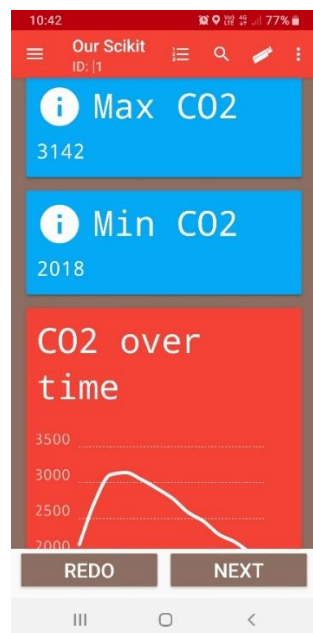 10:42
77%
Our Scikit
ID: |1
Max CO2
3142
Min CO2
2018
CO2 over
time
3500
3000
2500
2000
REDO
NEXT